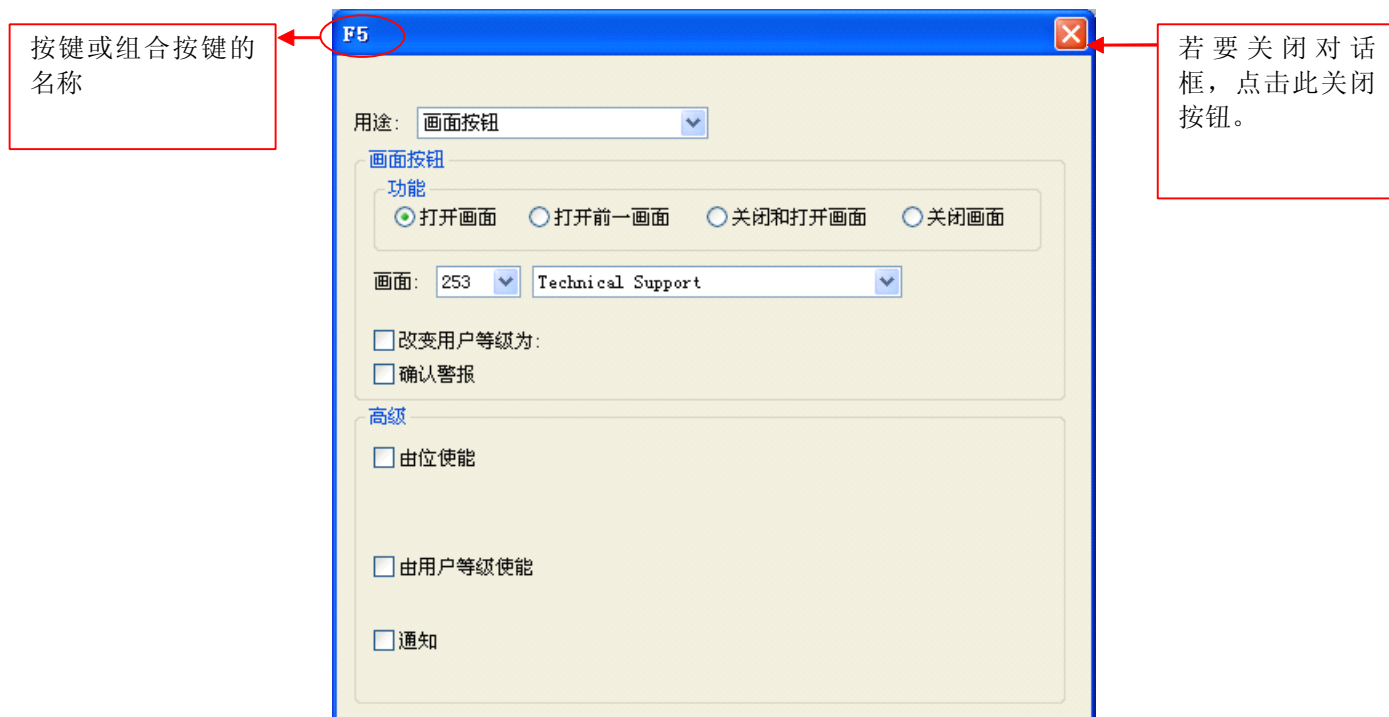 按键或组合按键的
名称
F5
若要关闭对话
框，点击此关闭
按钮。
用途: 画面按钮
画面按钮
功能
打开画面 打开前一画面 关闭和打开画面 关闭画面
画面: 253 Technical Support
改变用户等级为:
确认警报
高级
由位使能
由用户等级使能
通知